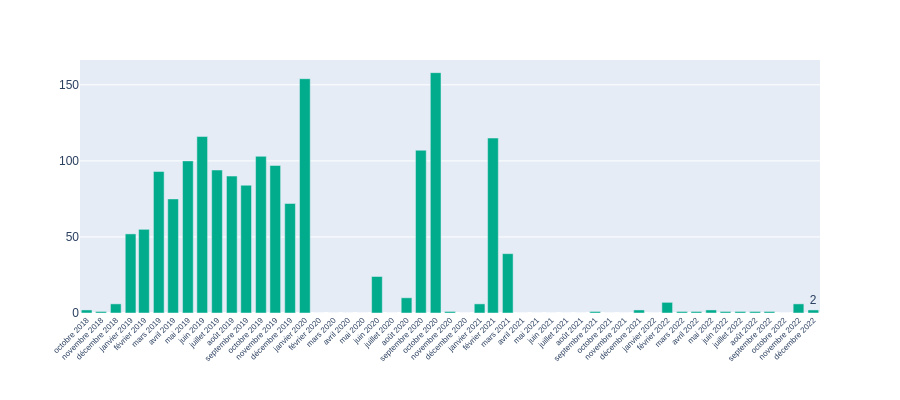 150
100
50
0
2
octobre 2018
novembre 2018
décembre 2018
janvier 2019
février 2019
mars 2019
avril 2019
mai 2019
juin 2019
juillet 2019
août 2019
septembre 2019
octobre 2019
novembre 2019
décembre 2019
janvier 2020
février 2020
mars 2020
avril 2020
mai 2020
juin 2020
juillet 2020
août 2020
septembre 2020
octobre 2020
novembre 2020
décembre 2020
janvier 2021
février 2021
mars 2021
avril 2021
mai 2021
juin 2021
juillet 2021
août 2021
septembre 2021
octobre 2021
novembre 2021
décembre 2021
janvier 2022
février 2022
mars 2022
avril 2022
mai 2022
juin 2022
juillet 2022
août 2022
septembre 2022
octobre 2022
novembre 2022
décembre 2022